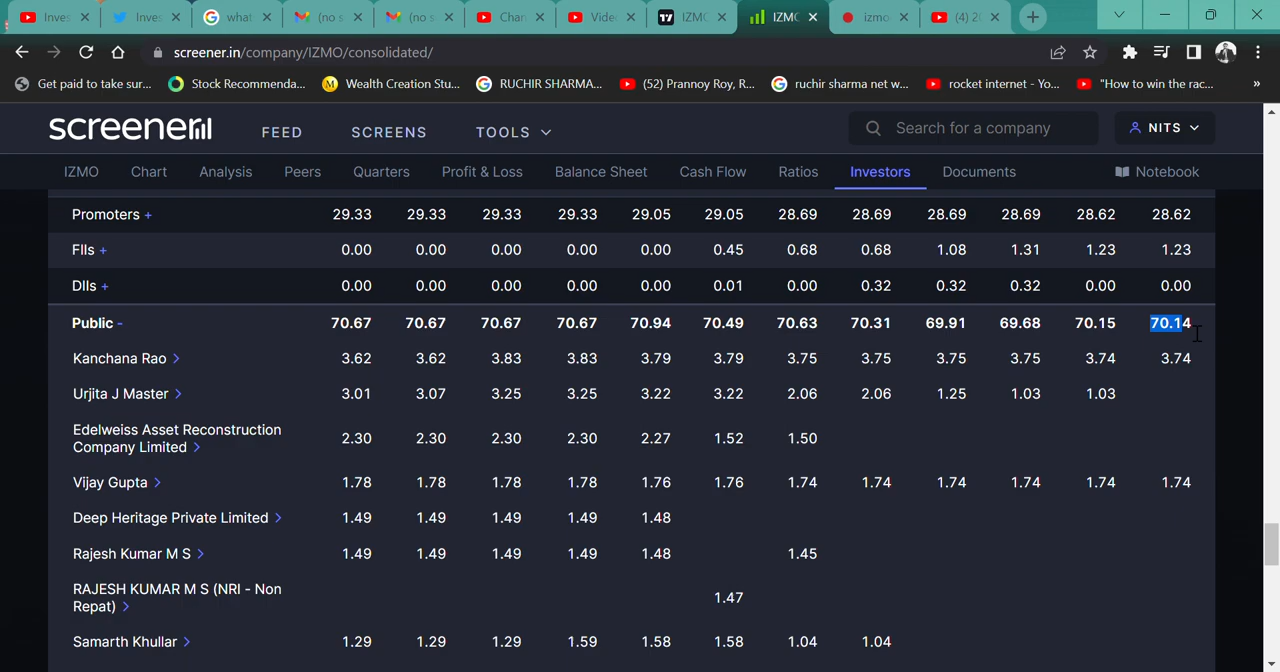 Inves
Inves
what
(no s
(no s
Chan
Vide
IZMO
IZMO
izmo
(4) 20
screener.in/company/IZMO/consolidated/
Get paid to take sur...
Stock Recommenda...
Wealth Creation Stu...
RUCHIR SHARMA...
(52) Prannoy Roy, R...
ruchir sharma net w...
rocket internet - Yo...
"How to win the rac...
»
screener
FEED
SCREENS
TOOLS
Search for a company
NITS
IZMO Chart Analysis Peers Quarters Profit & Loss Balance Sheet Cash Flow Ratios Investors Documents Notebook
Promoters + 29.33 29.33 29.33 29.33 29.05 29.05 28.69 28.69 28.69 28.69 28.62 28.62
FIIs + 0.00 0.00 0.00 0.00 0.00 0.45 0.68 0.68 1.08 1.31 1.23 1.23
DIIs + 0.00 0.00 0.00 0.00 0.00 0.01 0.00 0.32 0.32 0.32 0.00 0.00
Public - 70.67 70.67 70.67 70.67 70.94 70.49 70.63 70.31 69.91 69.68 70.15 70.14
Kanchana Rao > 3.62 3.62 3.83 3.83 3.79 3.79 3.75 3.75 3.75 3.75 3.74 3.74
Urjita J Master > 3.01 3.07 3.25 3.25 3.22 3.22 2.06 2.06 1.25 1.03 1.03
Edelweiss Asset Reconstruction
Company Limited > 2.30 2.30 2.30 2.30 2.27 1.52 1.50
Vijay Gupta > 1.78 1.78 1.78 1.78 1.76 1.76 1.74 1.74 1.74 1.74 1.74 1.74
Deep Heritage Private Limited > 1.49 1.49 1.49 1.49 1.48
Rajesh Kumar M S > 1.49 1.49 1.49 1.49 1.48 1.45
RAJESH KUMAR M S (NRI - Non
Repat) > 1.47
Samarth Khullar > 1.29 1.29 1.29 1.59 1.58 1.58 1.04 1.04